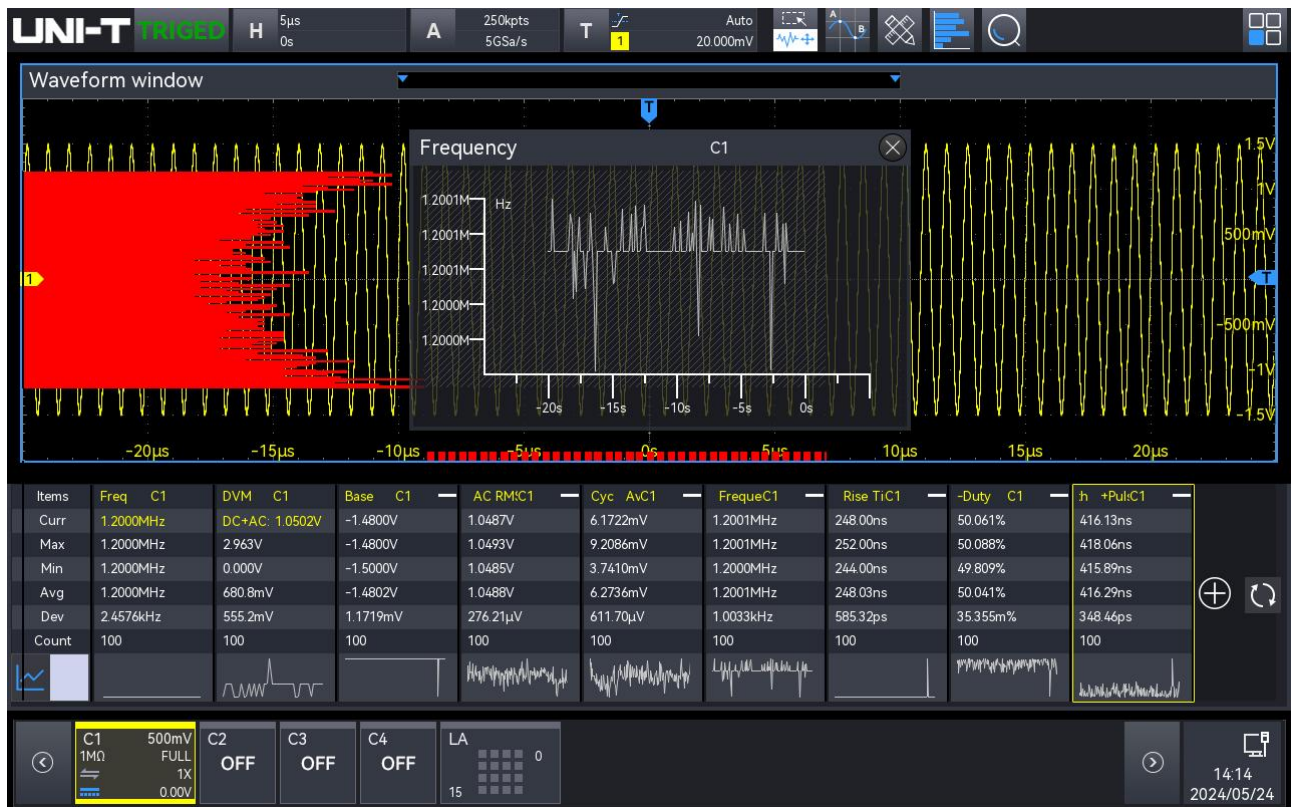 UNI-T TRIGED H 5μs 0s A 250kpts 5GSa/s T 1 Auto 20.000mV A B
Waveform window
T
Frequency C1
1.5V
1V
500mV
-500mV
-1V
-1.5V
1
T
Hz
1.2001M
1.2001M
1.2001M
1.2000M
1.2000M
-20s -15s -10s -5s 0s
-20μs -15μs -10μs -5μs 0s 5μs 10μs 15μs 20μs
Items Freq C1 DVM C1 Base C1 AC RM!C1 Cyc AvC1 FrequeC1 Rise TiC1 -Duty C1 :h +Pul:C1
Curr 1.2000MHz DC+AC: 1.0502V -1.4800V 1.0487V 6.1722mV 1.2001MHz 248.00ns 50.061% 416.13ns
Max 1.2000MHz 2.963V -1.4800V 1.0493V 9.2086mV 1.2001MHz 252.00ns 50.088% 418.06ns
Min 1.2000MHz 0.000V -1.5000V 1.0485V 3.7410mV 1.2000MHz 244.00ns 49.809% 415.89ns
Avg 1.2000MHz 680.8mV -1.4802V 1.0488V 6.2736mV 1.2001MHz 248.03ns 50.041% 416.29ns
Dev 2.4576kHz 555.2mV 1.1719mV 276.21μV 611.70μV 1.0033kHz 585.32ps 35.355m% 348.46ps
Count 100 100 100 100 100 100 100 100 100
C1 500mV
1MΩ FULL
1X
0.00V
C2 OFF
C3 OFF
C4 OFF
LA 0 15
14:14
2024/05/24